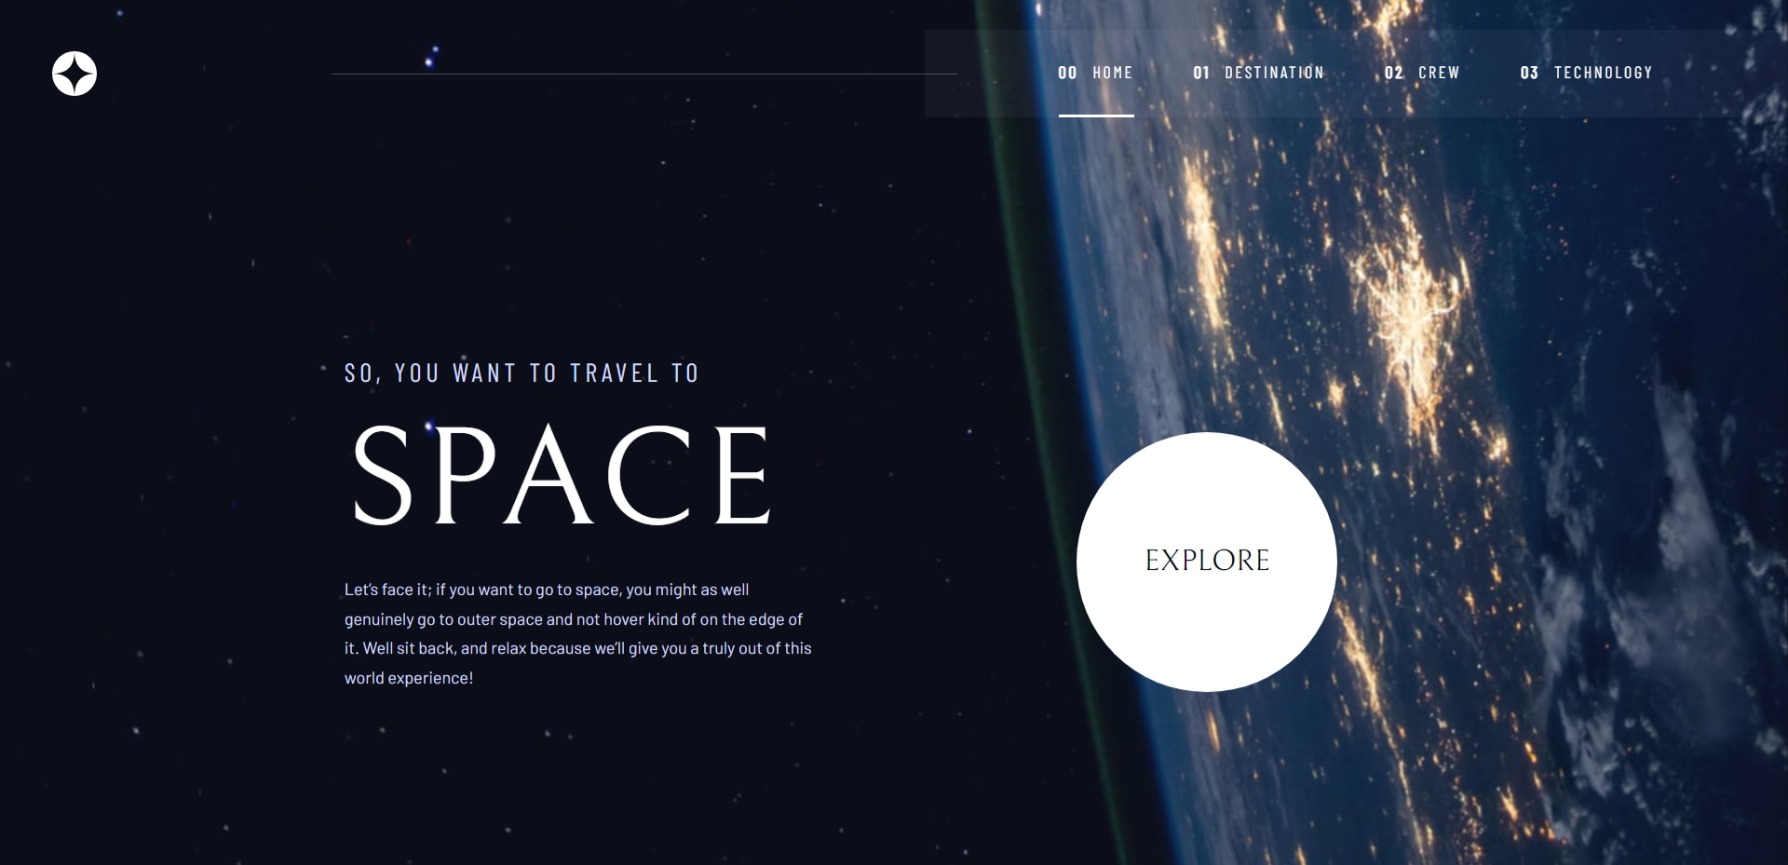 00 HOME 01 DESTINATION 02 CREW 03 TECHNOLOGY
SO, YOU WANT TO TRAVEL TO
SPACE
Let’s face it; if you want to go to space, you might as well
genuinely go to outer space and not hover kind of on the edge of
it. Well sit back, and relax because we’ll give you a truly out of this
world experience!
EXPLORE